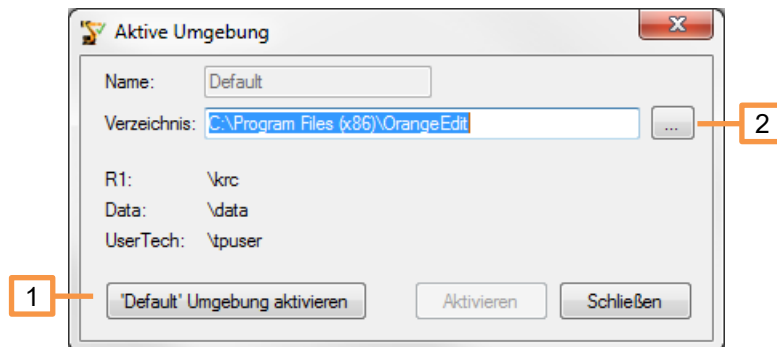 Aktive Umgebung
Name: Default
Verzeichnis: C:\Program Files (x86)\OrangeEdit ... 2
R1: \krc
Data: \data
UserTech: \tpuser
1 'Default' Umgebung aktivieren Aktivieren Schließen